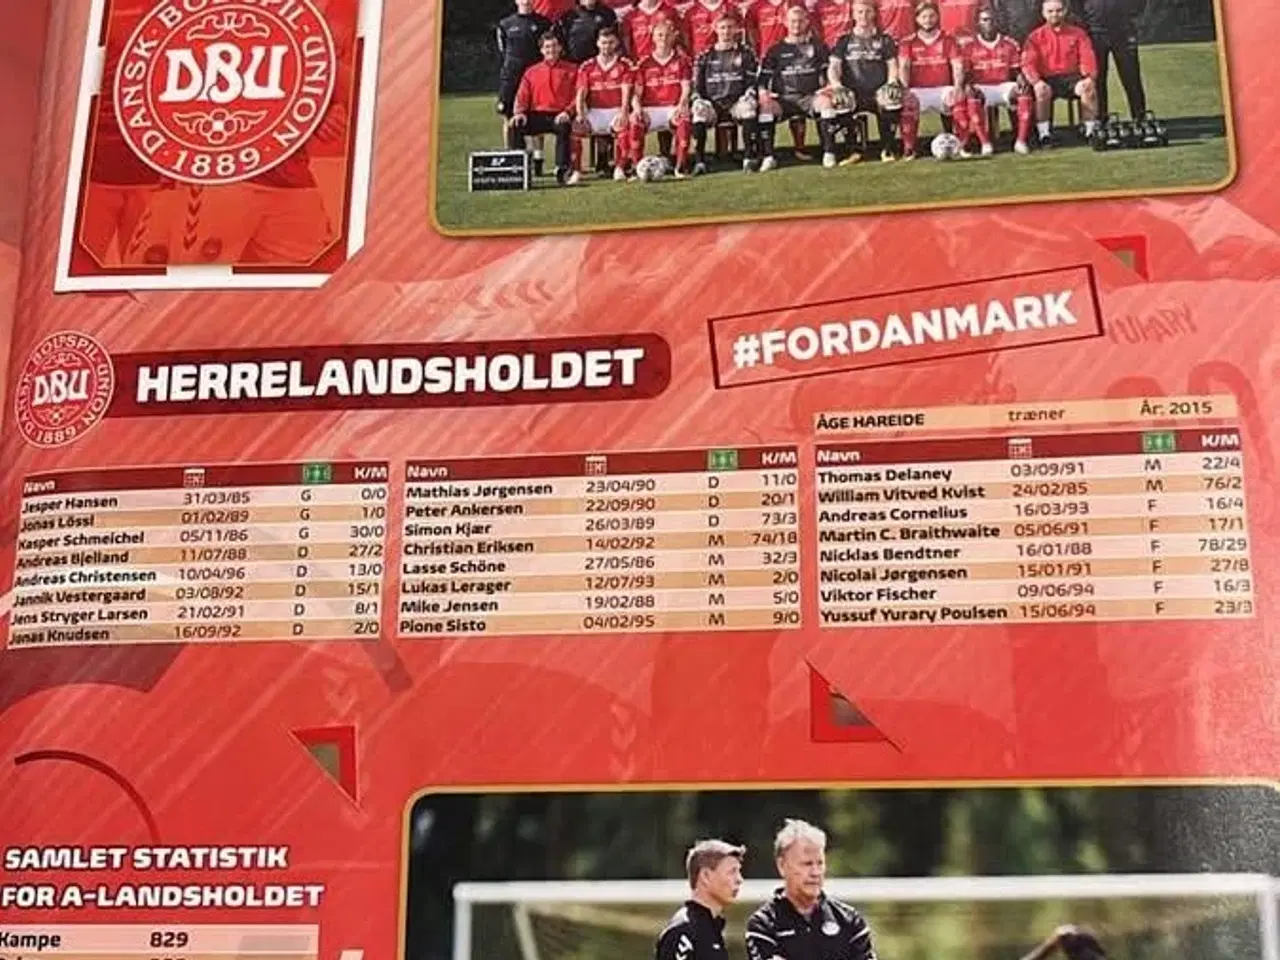 DANSK BOLDSPIL-UNION
DBU
· 1889 ·
#FORDANMARK
DANSK BOLDSPIL-UNION
DBU
· 1889 ·
HERRELANDSHOLDET
Navn K/M
Jesper Hansen 31/03/85 G 0/0
Jonas Lössl 01/02/89 G 1/0
Kasper Schmeichel 05/11/86 G 30/0
Andreas Bjelland 11/07/88 D 27/2
Andreas Christensen 10/04/96 D 13/0
Jannik Vestergaard 03/08/92 D 15/1
Jens Stryger Larsen 21/02/91 D 8/1
Jonas Knudsen 16/09/92 D 2/0
Navn K/M
Mathias Jørgensen 23/04/90 D 11/0
Peter Ankersen 22/09/90 D 20/1
Simon Kjær 26/03/89 D 73/3
Christian Eriksen 14/02/92 M 74/18
Lasse Schöne 27/05/86 M 32/3
Lukas Lerager 12/07/93 M 2/0
Mike Jensen 19/02/88 M 5/0
Pione Sisto 04/02/95 M 9/0
ÅGE HAREIDE træner År: 2015
Navn K/M
Thomas Delaney 03/09/91 M 22/4
William Vitved Kvist 24/02/85 M 76/2
Andreas Cornelius 16/03/93 F 16/4
Martin C. Braithwaite 05/06/91 F 17/1
Nicklas Bendtner 16/01/88 F 78/29
Nicolai Jørgensen 15/01/91 F 27/8
Viktor Fischer 09/06/94 F 16/3
Yussuf Yurary Poulsen 15/06/94 F 23/3
SAMLET STATISTIK
FOR A-LANDSHOLDET
Kampe 829